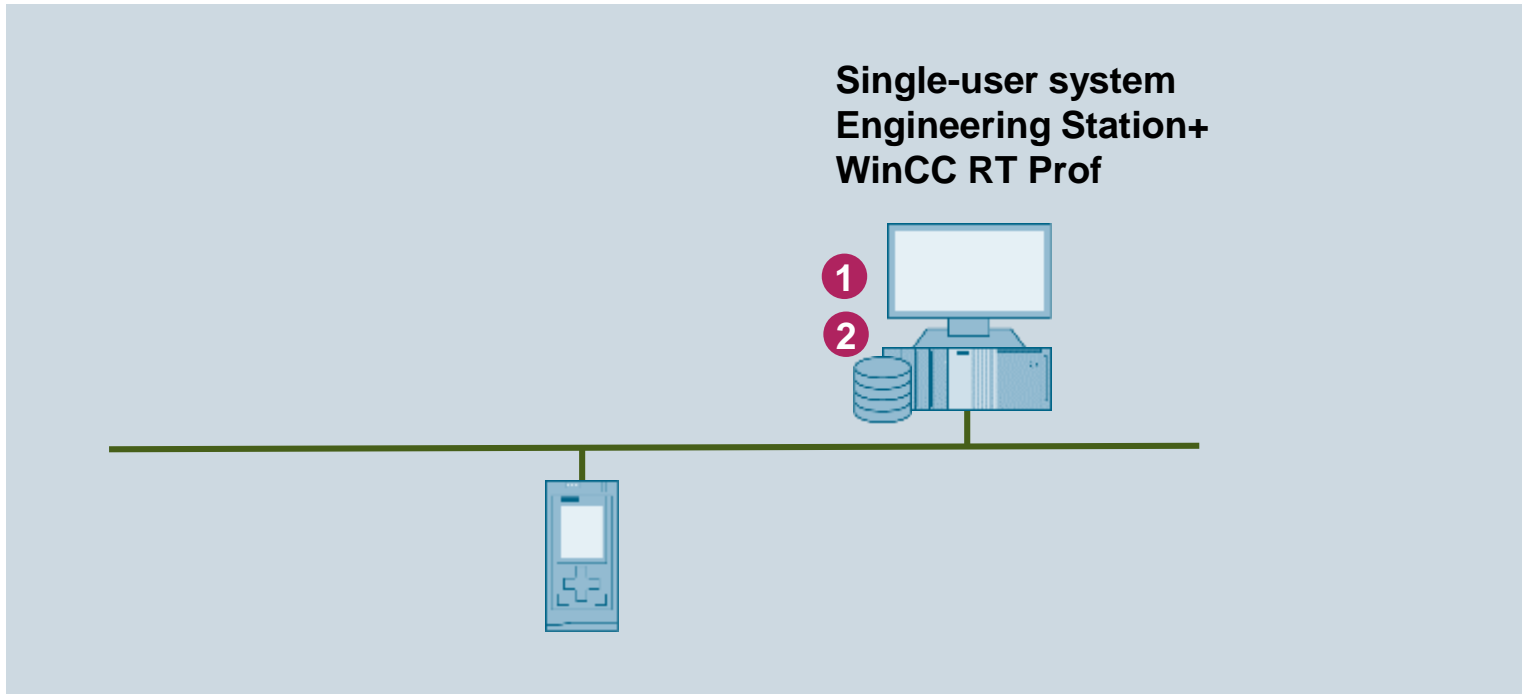 Single-user system
Engineering Station+
WinCC RT Prof
1
2